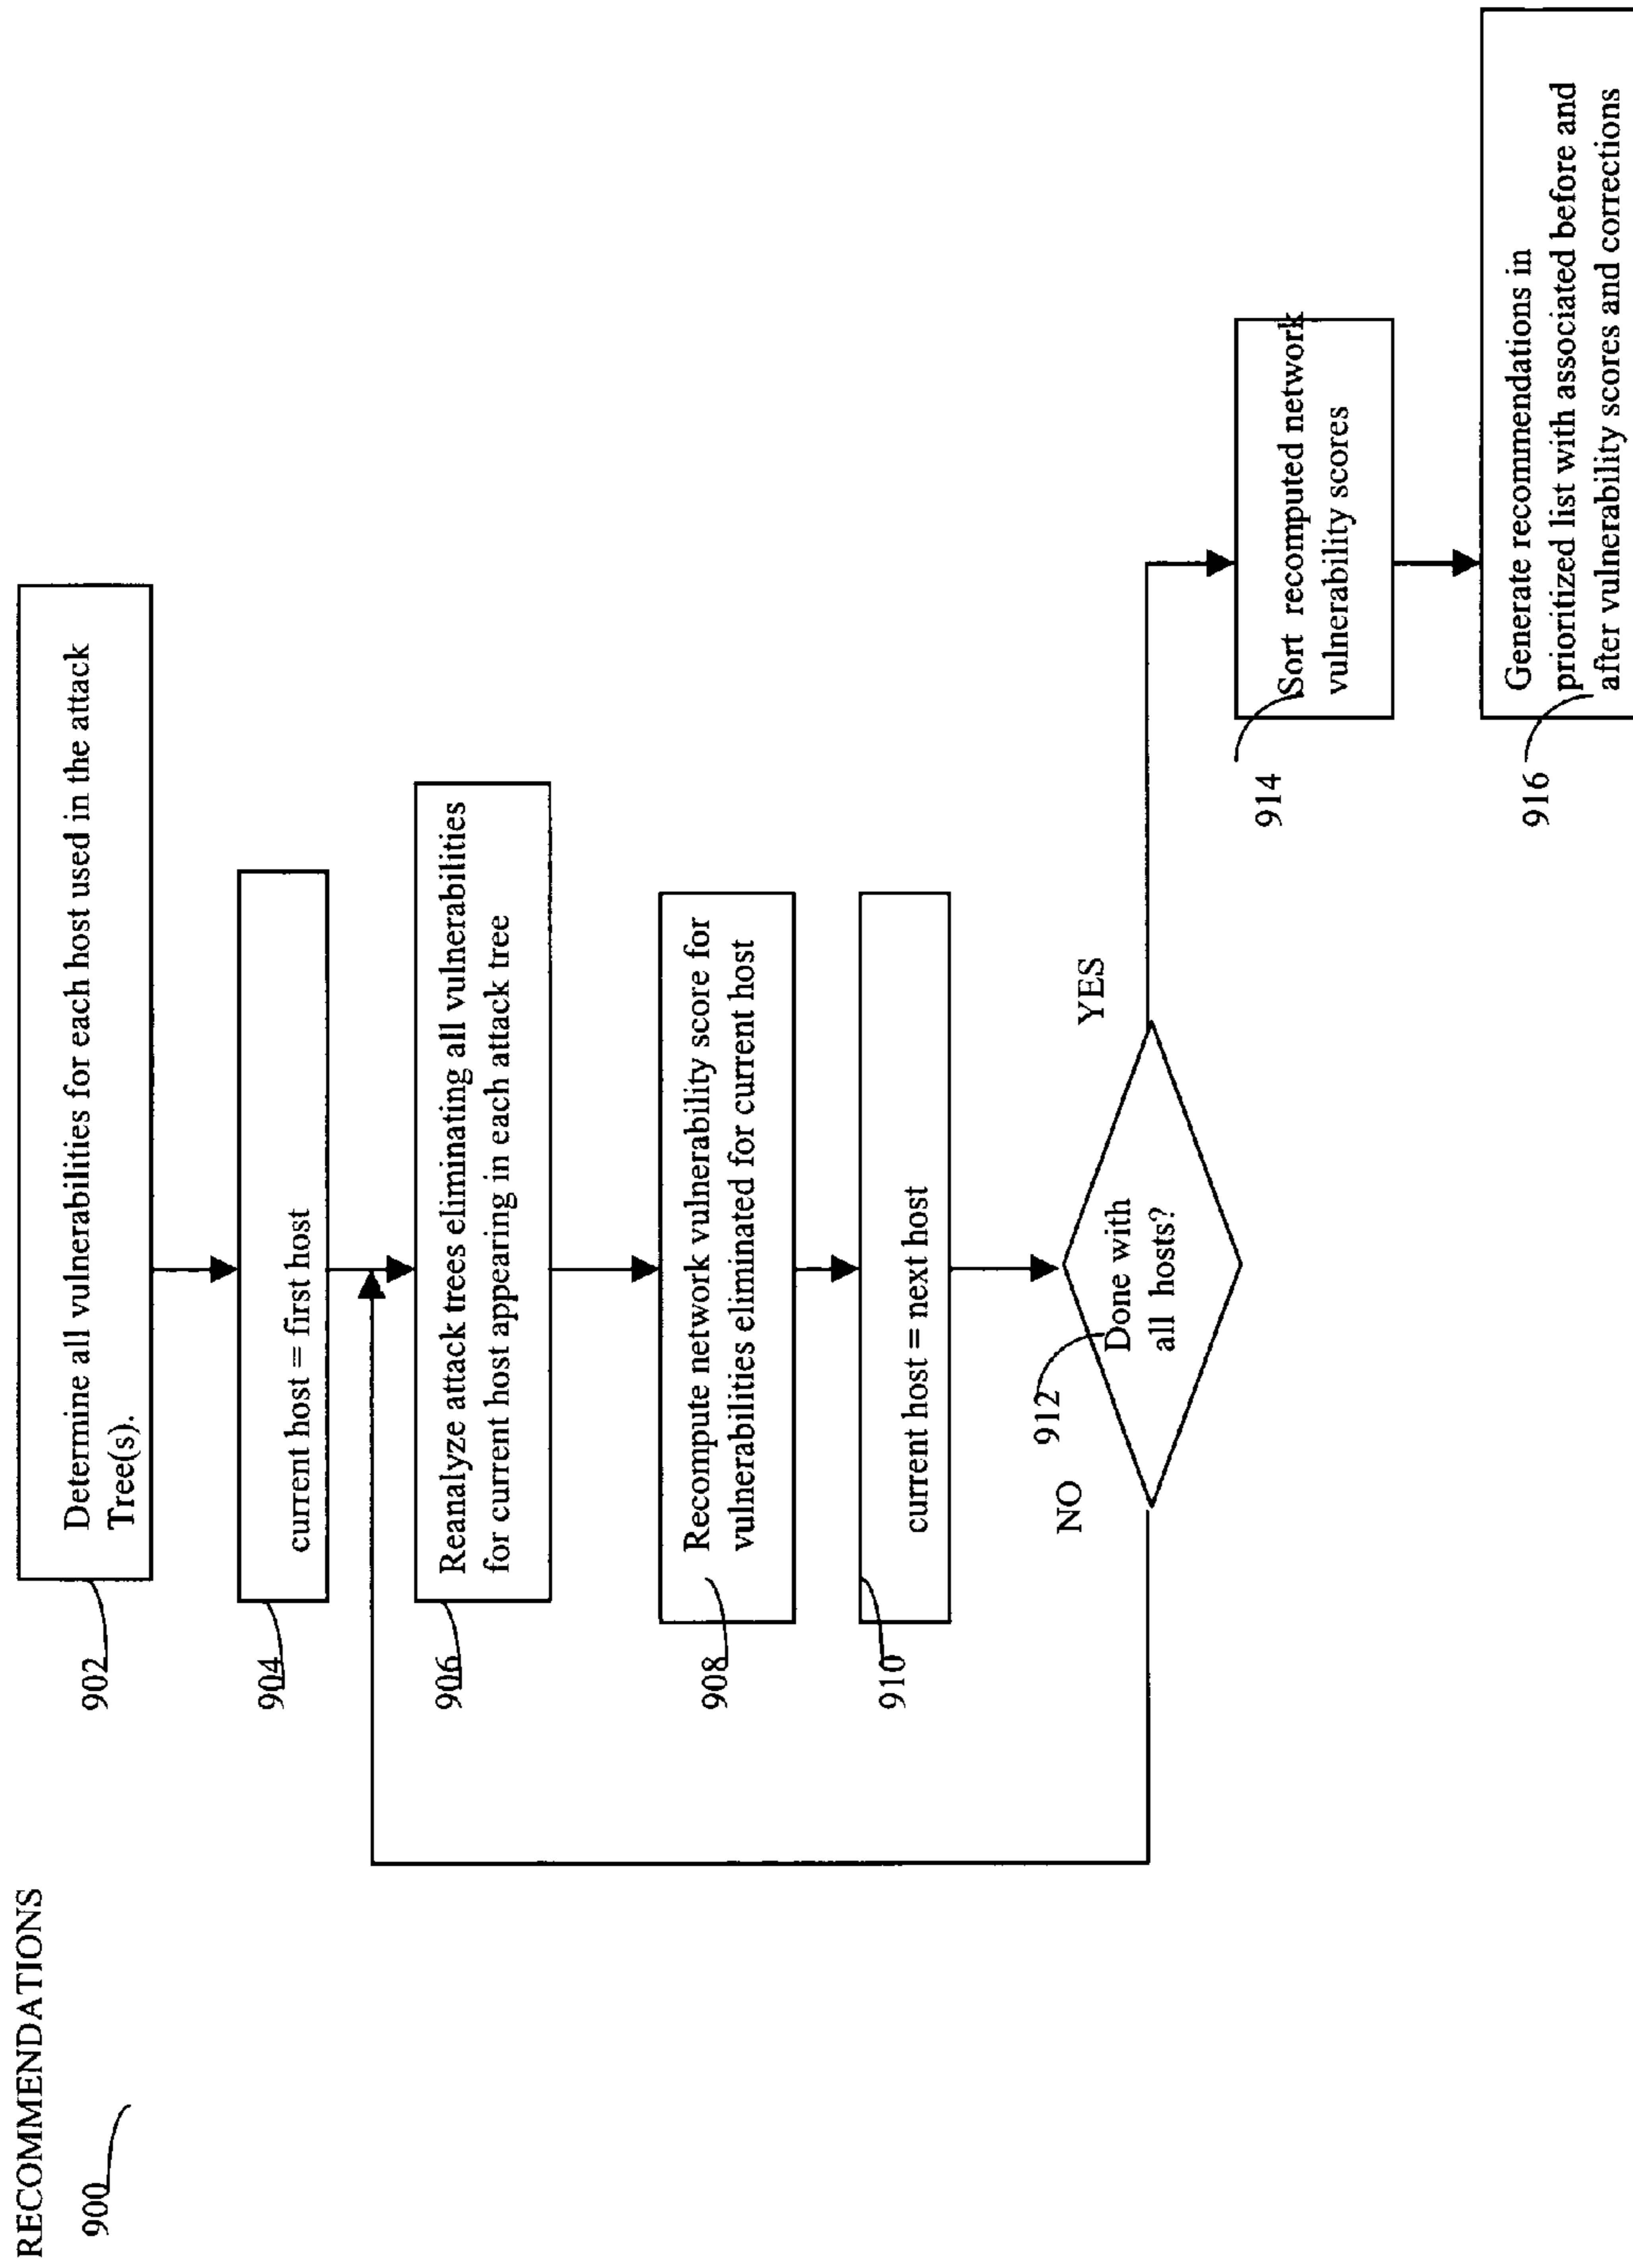 RECOMMENDATIONS
900
902
Determine all vulnerabilities for each host used in the attack
Tree(s).
904
current host = first host
906
Reanalyze attack trees eliminating all vulnerabilities
for current host appearing in each attack tree
908
Recompute network vulnerability score for
vulnerabilities eliminated for current host
910
current host = next host
912
Done with
all hosts?
NO
YES
914
Sort recomputed network
vulnerability scores
916
Generate recommendations in
prioritized list with associated before and
after vulnerability scores and corrections